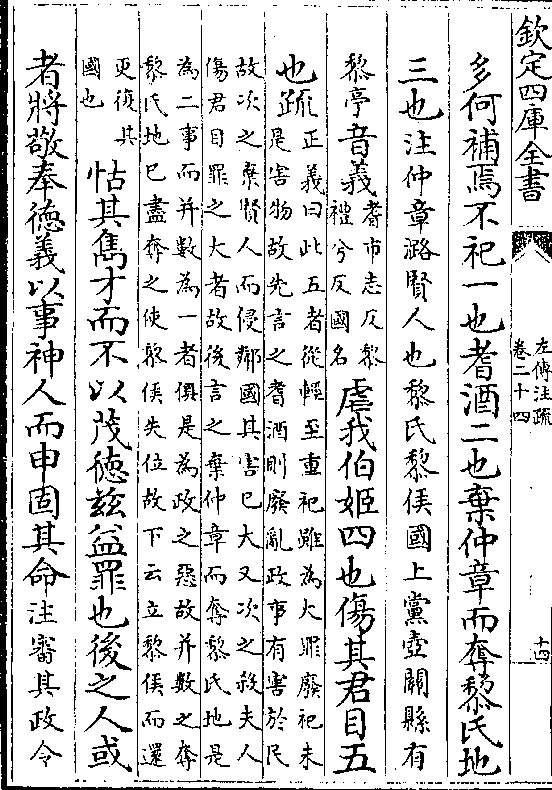 欽定四庫全書
左傳注疏
卷二十四
十四
多何補焉不祀一也耆酒二也棄仲章而奪黎氏地
三也注仲章潞賢人也黎氏黎侯國上黨壺關縣有
黎亭音義
耆市志反黎
禮兮反國名
虐我伯姬四也傷其君目五
也疏
正義曰此五者從輕至重祀雖為大罪廢祀未
是害物故先言之耆酒則廢亂政事有害於民
故次之棄賢人而侵鄰國其害已大又次之殺夫人
傷君目罪之大者故後言之棄仲章而奪黎氏地是
為二事而并數為一者俱是為政之惡故并數之奪
黎氏地已盡奪之使黎侯失位故下云立黎侯而還
更復其
國也
怙其雋才而不以茂德茲益罪也後之人或
者將敬奉德義以事神人而申固其命注審其政令